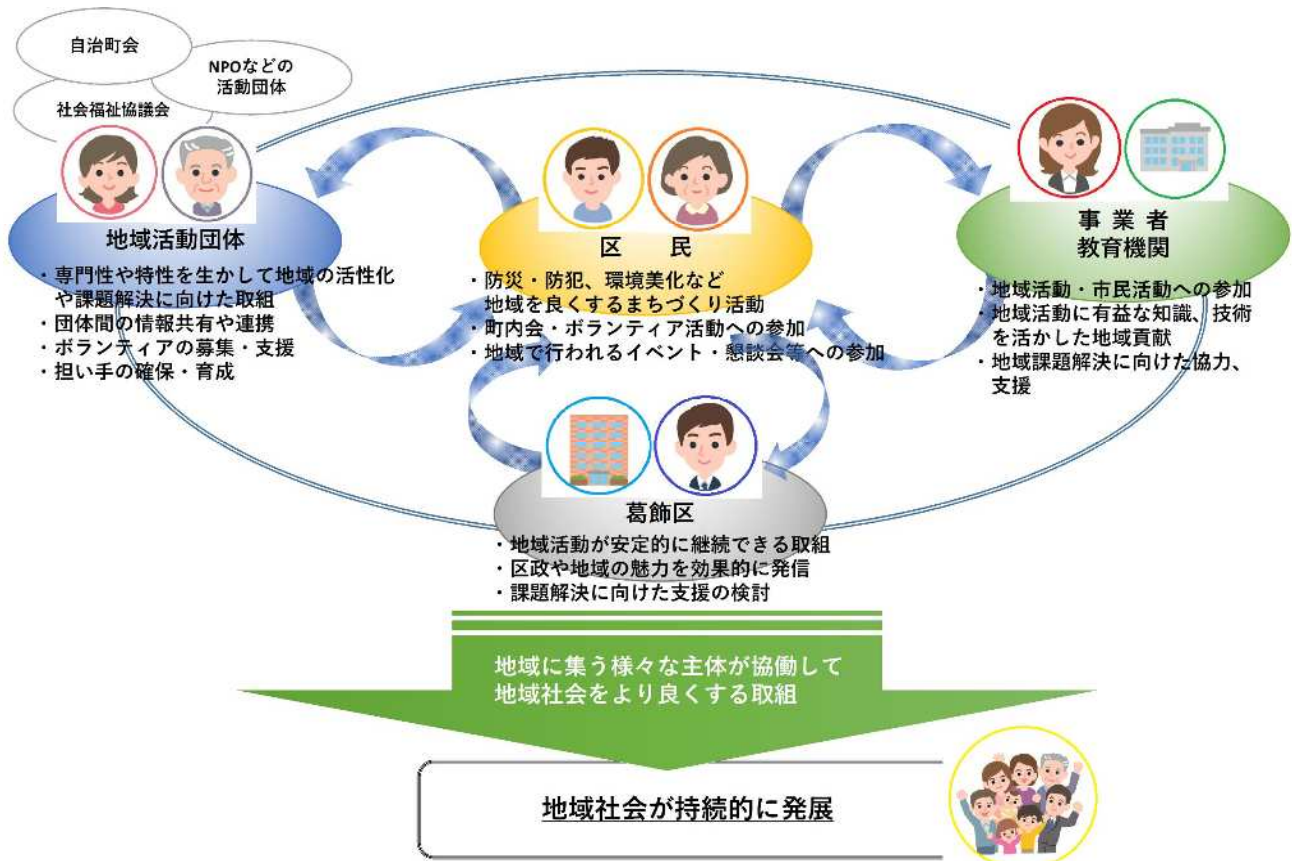 自治町会
NPOなどの
活動団体
社会福祉協議会
地域活動団体
・専門性や特性を生かして地域の活性化
や課題解決に向けた取組
・団体間の情報共有や連携
・ボランティアの募集・支援
・担い手の確保・育成
区　民
・防災・防犯、環境美化など
地域を良くするまちづくり活動
・町内会・ボランティア活動への参加
・地域で行われるイベント・懇談会等への参加
事 業 者
教育機関
・地域活動・市民活動への参加
・地域活動に有益な知識、技術
を活かした地域貢献
・地域課題解決に向けた協力、
支援
葛飾区
・地域活動が安定的に継続できる取組
・区政や地域の魅力を効果的に発信
・課題解決に向けた支援の検討
地域に集う様々な主体が協働して
地域社会をより良くする取組
地域社会が持続的に発展